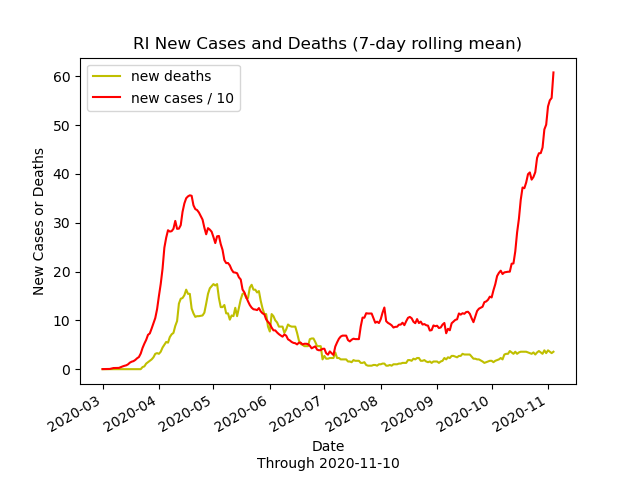 RI New Cases and Deaths (7-day rolling mean)
new deaths
new cases / 10
New Cases or Deaths
60
50
40
30
20
10
0
2020-03
2020-04
2020-05
2020-06
2020-07
2020-08
2020-09
2020-10
2020-11
Date
Through 2020-11-10